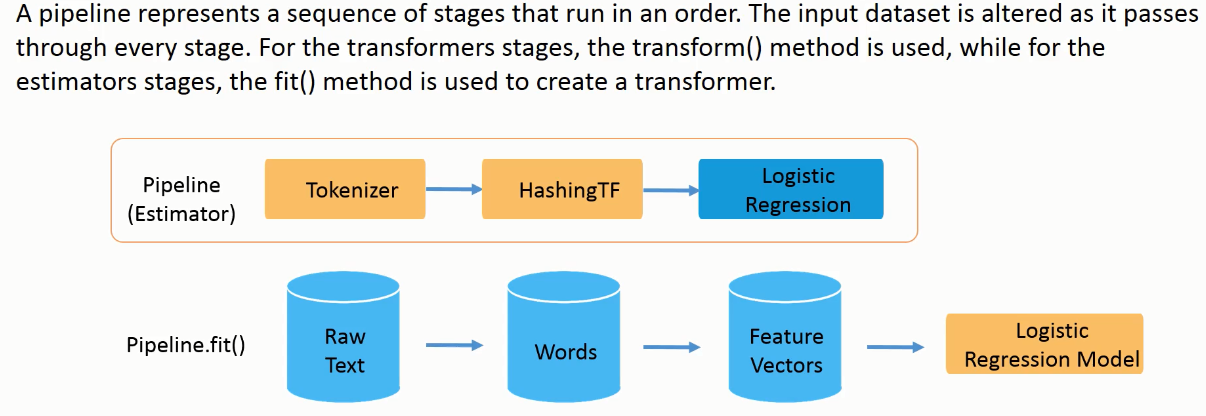 A pipeline represents a sequence of stages that run in an order. The input dataset is altered as it passes
through every stage. For the transformers stages, the transform() method is used, while for the
estimators stages, the fit() method is used to create a transformer.
Pipeline
(Estimator)
Tokenizer
HashingTF
Logistic
Regression
Pipeline.fit()
Raw
Text
Words
Feature
Vectors
Logistic
Regression Model